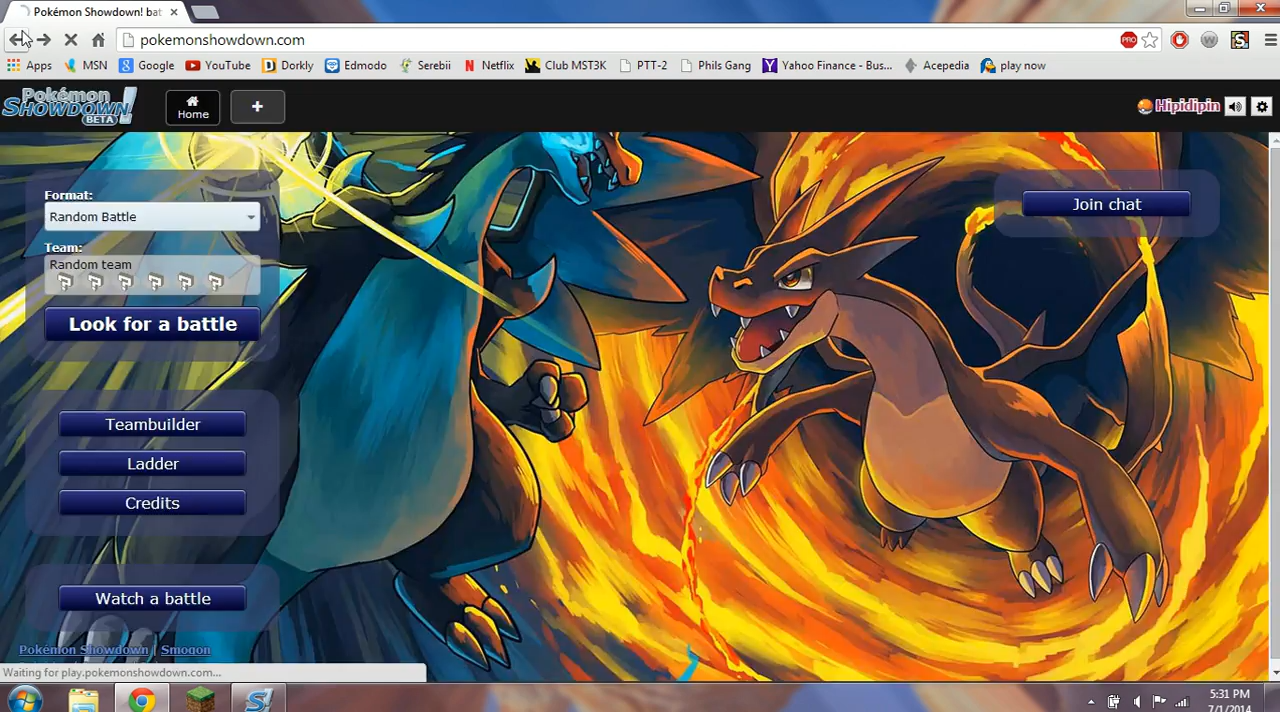 Pokémon Showdown! bat
pokemonshowdown.com
PRO
Apps MSN Google YouTube Dorkly Edmodo Serebii Netflix Club MST3K PTT-2 Phils Gang Yahoo Finance - Bus... Acepedia play now
Pokémon
SHOWDOWN!
BETA
Home
+
Hipidipin
Format:
Random Battle
Team:
Random team
? ? ? ? ? ?
Look for a battle
Join chat
Teambuilder
Ladder
Credits
Watch a battle
Pokémon Showdown | Smogon
Waiting for play.pokemonshowdown.com...
5:31 PM
7/1/2014